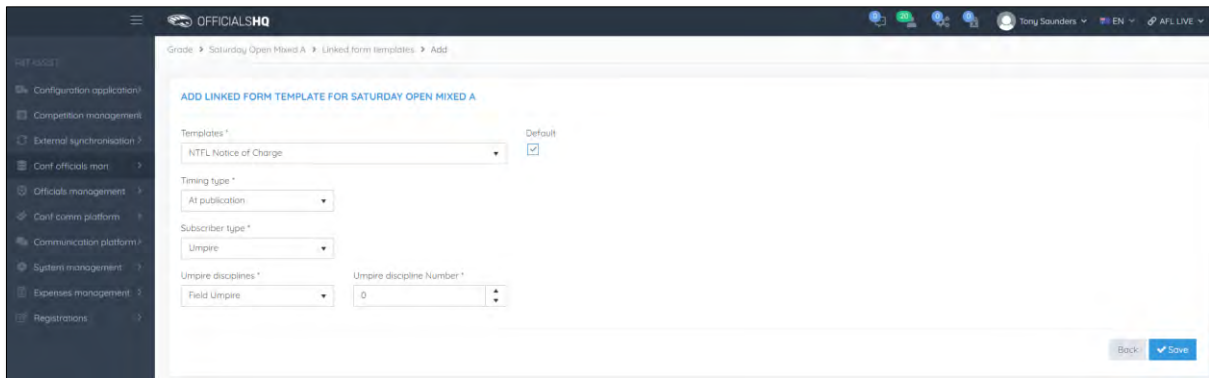 OFFICIALSHQ
20
Tony Saunders
EN
AFL LIVE
Grade > Saturday Open Mixed A > Linked form templates > Add
Configuration application
Competition management
External synchronisation
Conf officials man
Officials management
Conf comm platform
Communication platform
System management
Expenses management
Registrations
ADD LINKED FORM TEMPLATE FOR SATURDAY OPEN MIXED A
Templates *
Default
NTFL Notice of Charge
Timing type *
At publication
Subscriber type *
Umpire
Umpire disciplines *
Umpire discipline Number *
Field Umpire
0
Back
Save